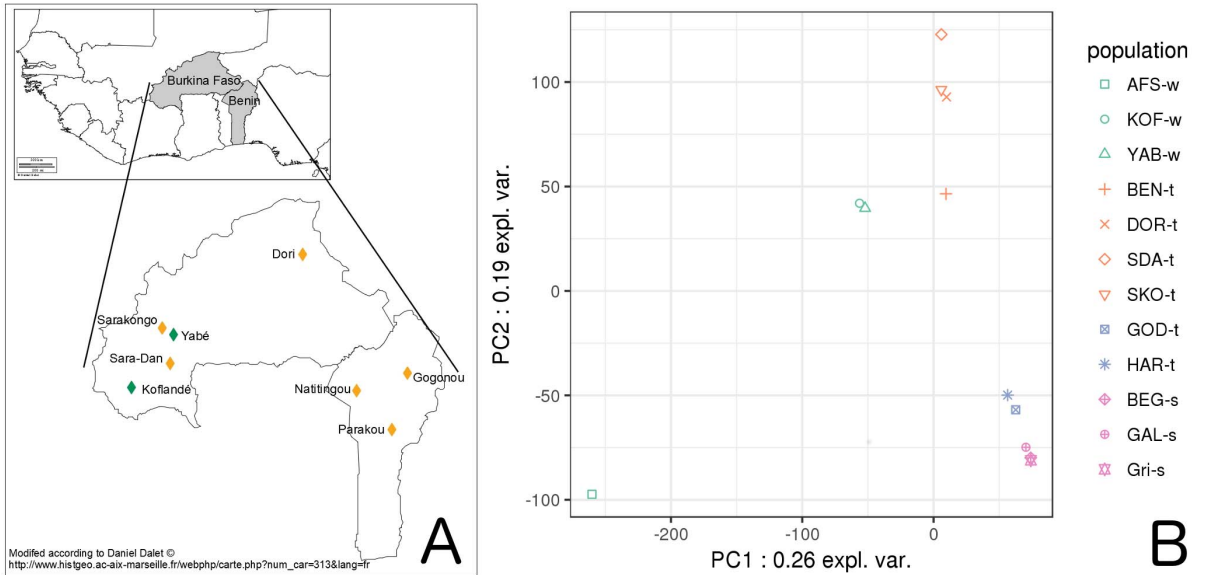 Burkina Faso
Benin
Dori
Sarakongo
Yabé
Sara-Dan
Koflandé
Natitingou
Gogonou
Parakou
Modifed according to Daniel Dalet ©
http://www.histgeo.ac-aix-marseille.fr/webphp/carte.php?num_car=313&lang=fr
A
PC2 : 0.19 expl. var.
100
50
0
-50
-100
-200
-100
0
PC1 : 0.26 expl. var.
population
AFS-w
KOF-w
YAB-w
BEN-t
DOR-t
SDA-t
SKO-t
GOD-t
HAR-t
BEG-s
GAL-s
Gri-s
B